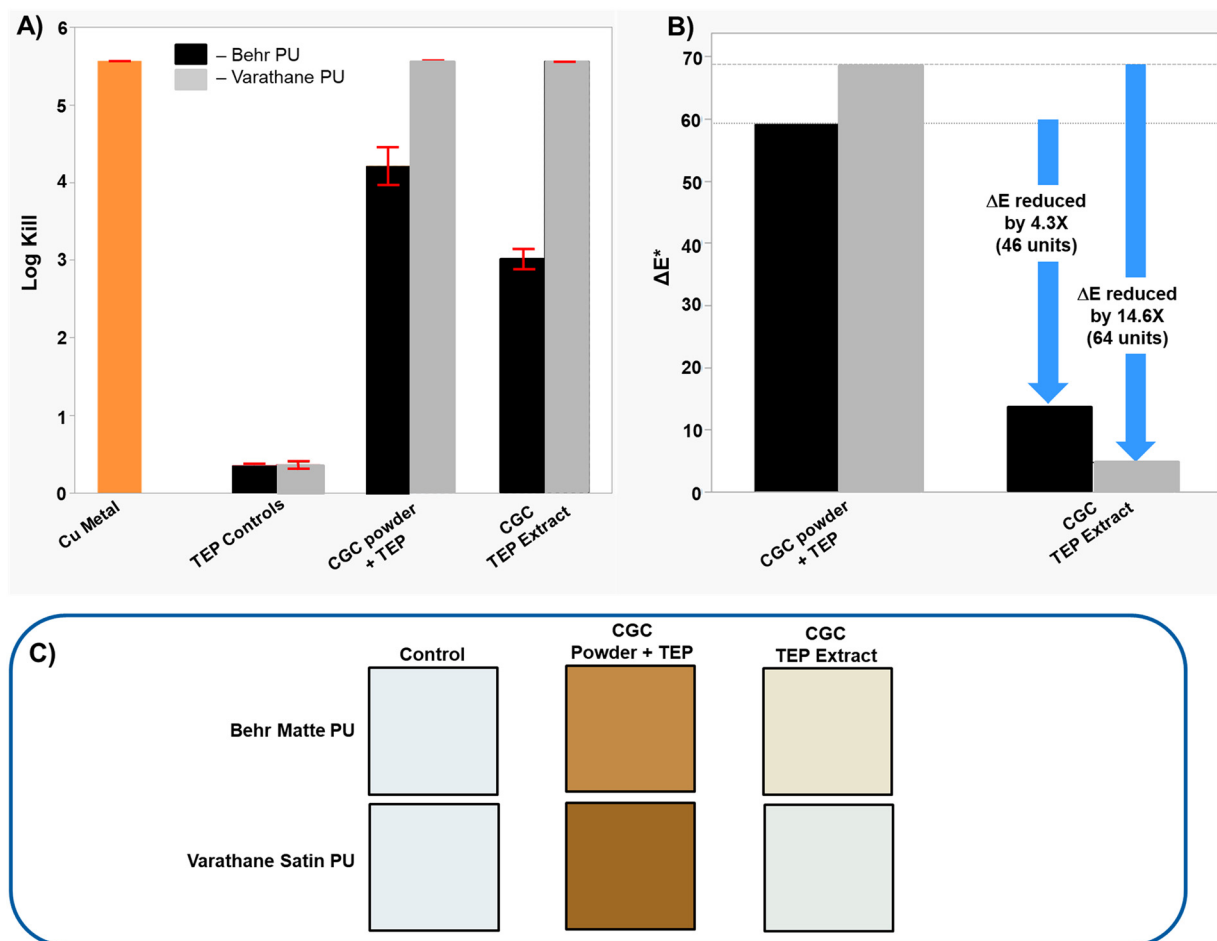 A)
6
5
4
3
2
1
0
Log Kill
– Behr PU
– Varathane PU
Cu Metal
TEP Controls
CGC powder
+ TEP
CGC
TEP Extract
B)
70
60
50
40
30
20
10
0
ΔE*
ΔE reduced
by 4.3X
(46 units)
ΔE reduced
by 14.6X
(64 units)
CGC powder
+ TEP
CGC
TEP Extract
C)
Control
CGC
Powder + TEP
CGC
TEP Extract
Behr Matte PU
Varathane Satin PU